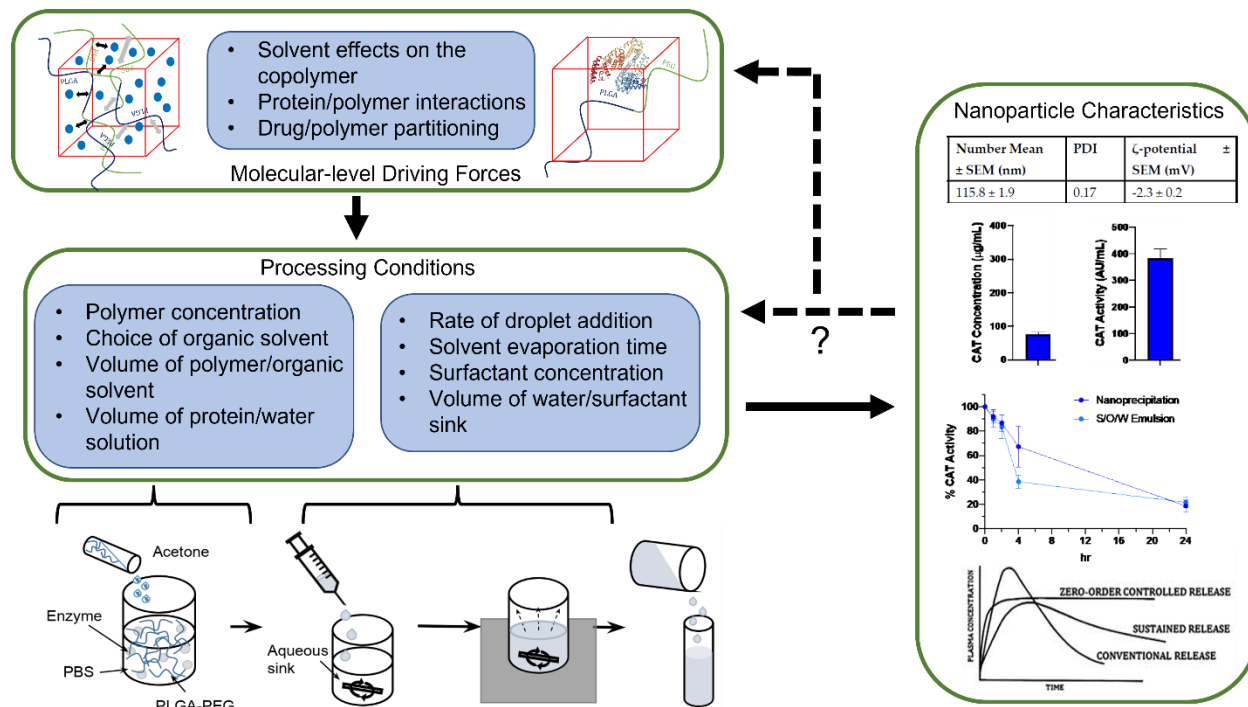 PLGA
PEG
PLGA
PLGA
• Solvent effects on the
copolymer
• Protein/polymer interactions
• Drug/polymer partitioning
PEG
PLGA
Molecular-level Driving Forces
Processing Conditions
• Polymer concentration
• Choice of organic solvent
• Volume of polymer/organic
solvent
• Volume of protein/water
solution
• Rate of droplet addition
• Solvent evaporation time
• Surfactant concentration
• Volume of water/surfactant
sink
?
Acetone
Enzyme
PBS
PLGA-PEG
Aqueous
sink
Nanoparticle Characteristics
Number Mean ± SEM (nm)
PDI
ζ-potential ± SEM (mV)
115.8 ± 1.9
0.17
-2.3 ± 0.2
CAT Concentration (μg/mL)
400
300
200
100
0
CAT Activity (AU/mL)
500
400
300
200
100
0
% CAT Activity
100
80
60
40
20
0
0 4 8 12 16 20 24
hr
Nanoprecipitation
S/O/W Emulsion
PLASMA CONCENTRATION
ZERO-ORDER CONTROLLED RELEASE
SUSTAINED RELEASE
CONVENTIONAL RELEASE
TIME